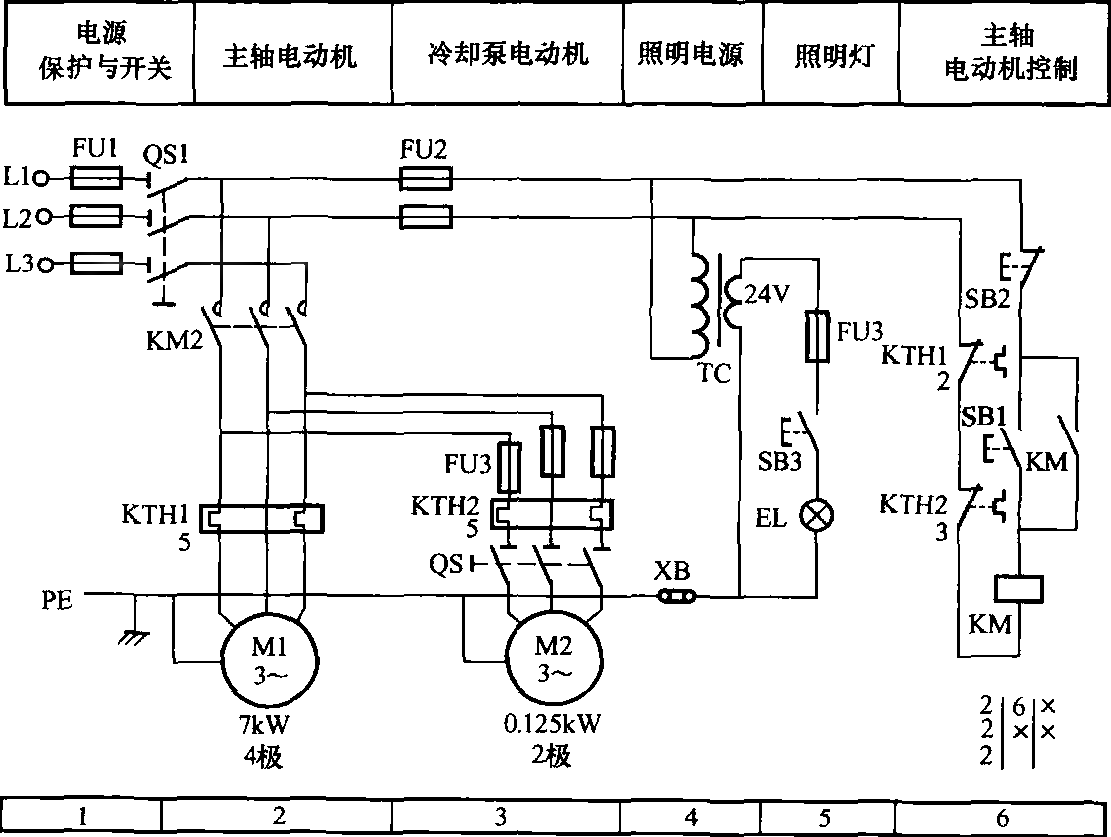 电源
保护与开关
主轴电动机
冷却泵电动机
照明电源
照明灯
主轴
电动机控制
FU1
QS1
FU2
L1
L2
L3
KM2
24V
TC
FU3
SB2
KTH1
2
SB1
KM
SB3
FU3
KTH1
5
KTH2
5
KTH2
3
EL
QS
XB
PE
KM
M1
3～
M2
3～
7kW
4极
0.125kW
2极
2 6 ×
2 × ×
2
1 2 3 4 5 6